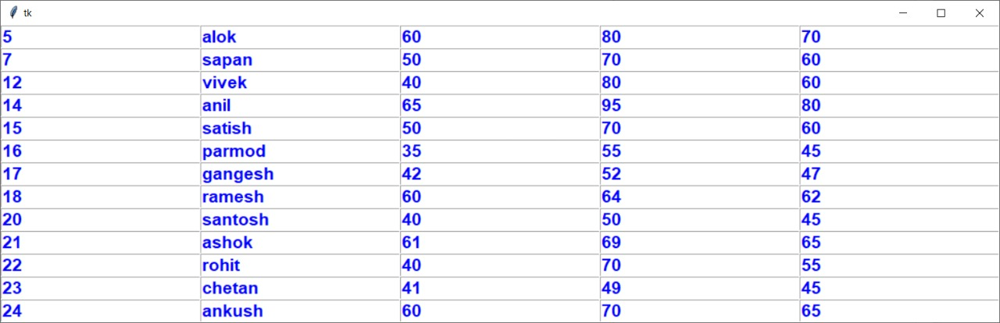 tk
5 alok 60 80 70
7 sapan 50 70 60
12 vivek 40 80 60
14 anil 65 95 80
15 satish 50 70 60
16 parmod 35 55 45
17 gangesh 42 52 47
18 ramesh 60 64 62
20 santosh 40 50 45
21 ashok 61 69 65
22 rohit 40 70 55
23 chetan 41 49 45
24 ankush 60 70 65